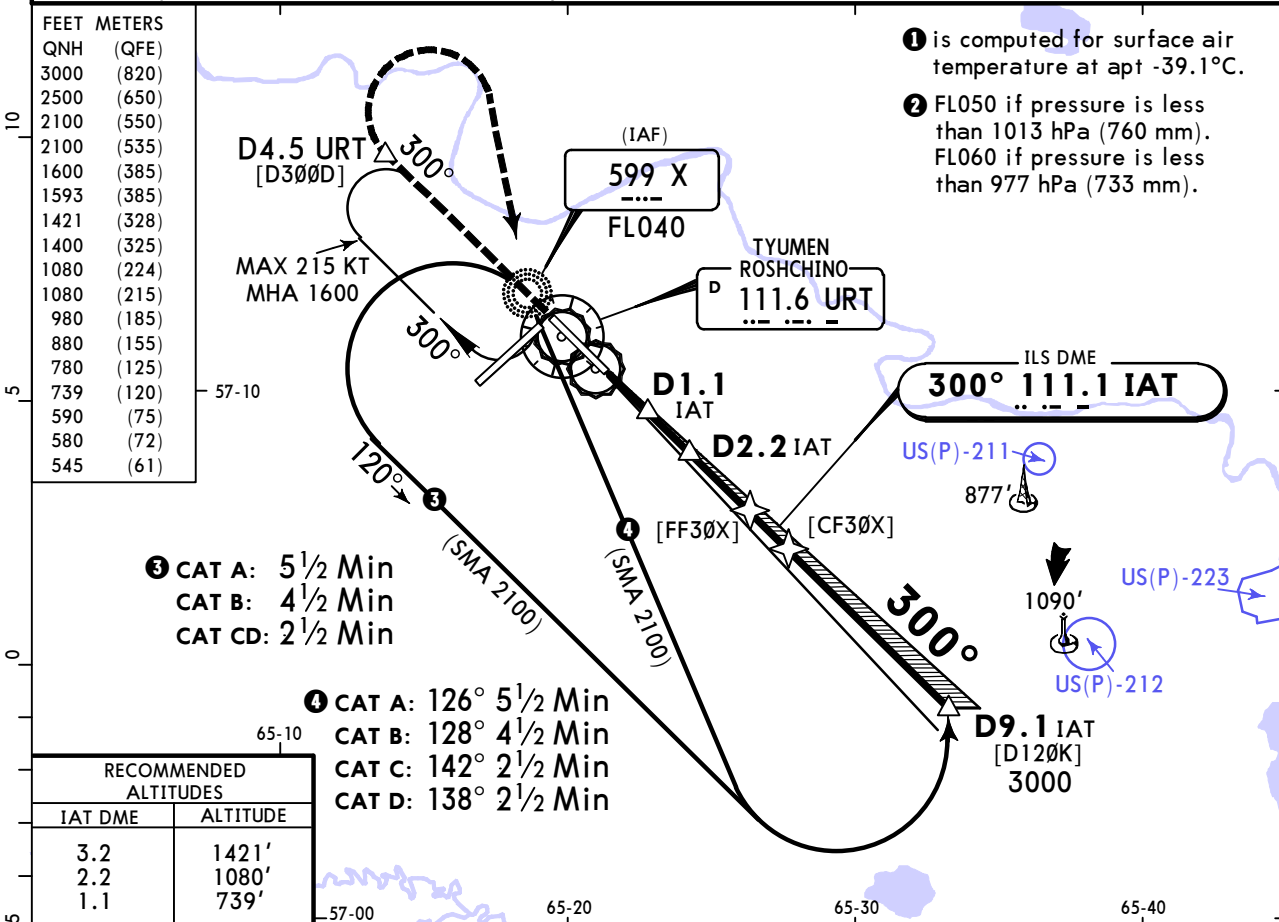 FEET METERS
QNH (QFE)
3000 (820)
2500 (650)
2100 (550)
2100 (535)
1600 (385)
1593 (385)
1421 (328)
1400 (325)
1080 (224)
1080 (215)
980 (185)
880 (155)
780 (125)
739 (120)
590 (75)
580 (72)
545 (61)
❶ is computed for surface air
temperature at apt -39.1°C.
❷ FL050 if pressure is less
than 1013 hPa (760 mm).
FL060 if pressure is less
than 977 hPa (733 mm).
65-20
65-30
10
5
0
5
D4.5 URT
[D3ØØD]
300°
(IAF)
599 X
FL040
MAX 215 KT
MHA 1600
300°
TYUMEN
ROSHCHINO
D 111.6 URT
ILS DME
300° 111.1 IAT
57-10
D1.1
IAT
D2.2 IAT
US(P)-211
877'
[FF3ØX]
[CF3ØX]
120°
❸
(SMA 2100)
❹
(SMA 2100)
❸ CAT A: 5½ Min
CAT B: 4½ Min
CAT CD: 2½ Min
300°
1090'
US(P)-223
US(P)-212
❹ CAT A: 126° 5½ Min
CAT B: 128° 4½ Min
CAT C: 142° 2½ Min
CAT D: 138° 2½ Min
D9.1 IAT
[D12ØK]
3000
65-10
RECOMMENDED
ALTITUDES
IAT DME ALTITUDE
3.2 1421'
2.2 1080'
1.1 739'
57-00
65-20
65-30
65-40